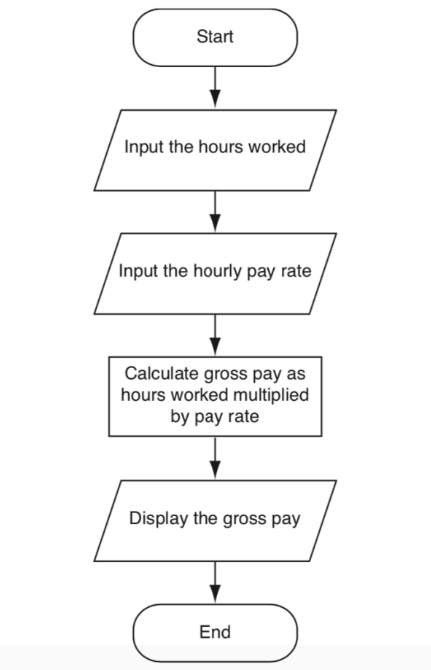 Start
Input the hours worked
Input the hourly pay rate
Calculate gross pay as
hours worked multiplied
by pay rate
Display the gross pay
End